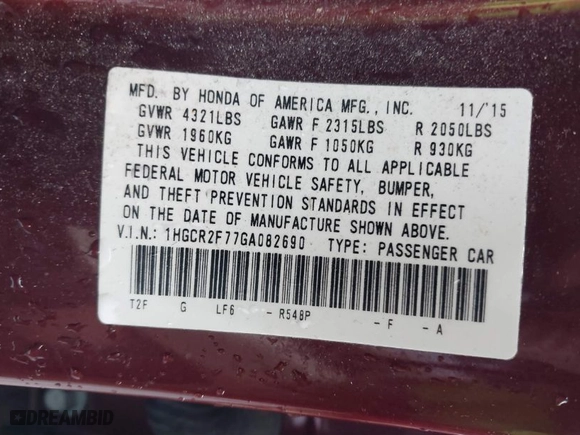 MFD. BY HONDA OF AMERICA MFG., INC. 11/'15
GVWR 4321LBS GAWR F 2315LBS R 2050LBS
GVWR 1960KG GAWR F 1050KG R 930KG
THIS VEHICLE CONFORMS TO ALL APPLICABLE
FEDERAL MOTOR VEHICLE SAFETY, BUMPER,
AND THEFT PREVENTION STANDARDS IN EFFECT
ON THE DATE OF MANUFACTURE SHOWN ABOVE.
V.I.N.: 1HGCR2F77GA082690 TYPE: PASSENGER CAR
T2F G LF6 - R548P - F - A
DREAMBID